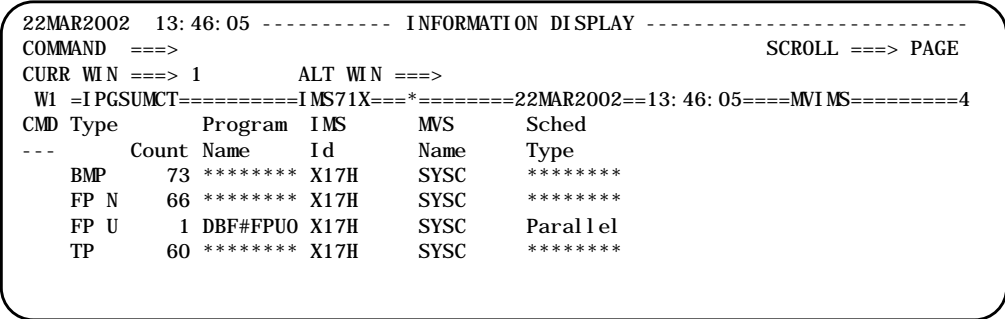 22MAR2002  13:46:05 ----------- INFORMATION DISPLAY ---------------------------
COMMAND  ===>                                                 SCROLL ===> PAGE
CURR WIN ===> 1         ALT WIN ===>
W1 =IPGSUMCT==========IMS71X===*========22MAR2002==13:46:05====MVIMS=========4
CMD Type        Program  IMS      MVS      Sched
---       Count Name     Id       Name     Type
BMP      73 ******** X17H     SYSC     ********
FP N     66 ******** X17H     SYSC     ********
FP U      1 DBF#FPU0 X17H     SYSC     Parallel
TP       60 ******** X17H     SYSC     ********